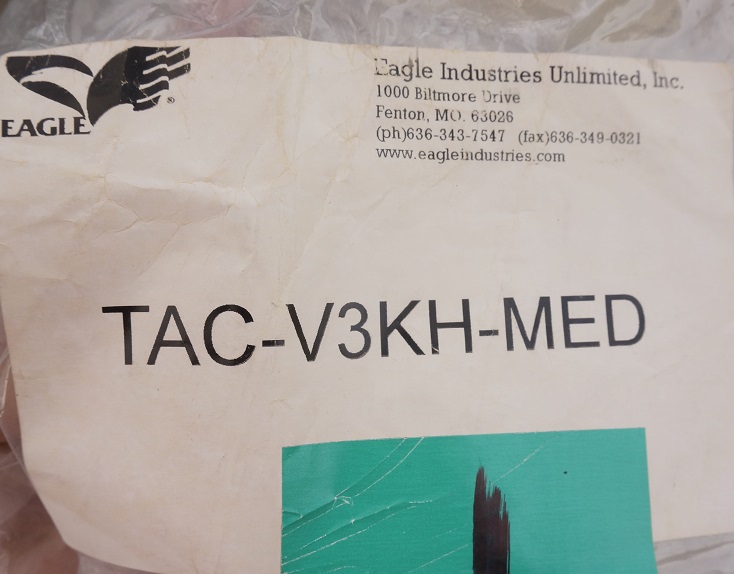 EAGLE
®
Eagle Industries Unlimited, Inc.
1000 Biltmore Drive
Fenton, MO. 63026
(ph)636-343-7547 (fax)636-349-0321
www.eagleindustries.com
TAC-V3KH-MED